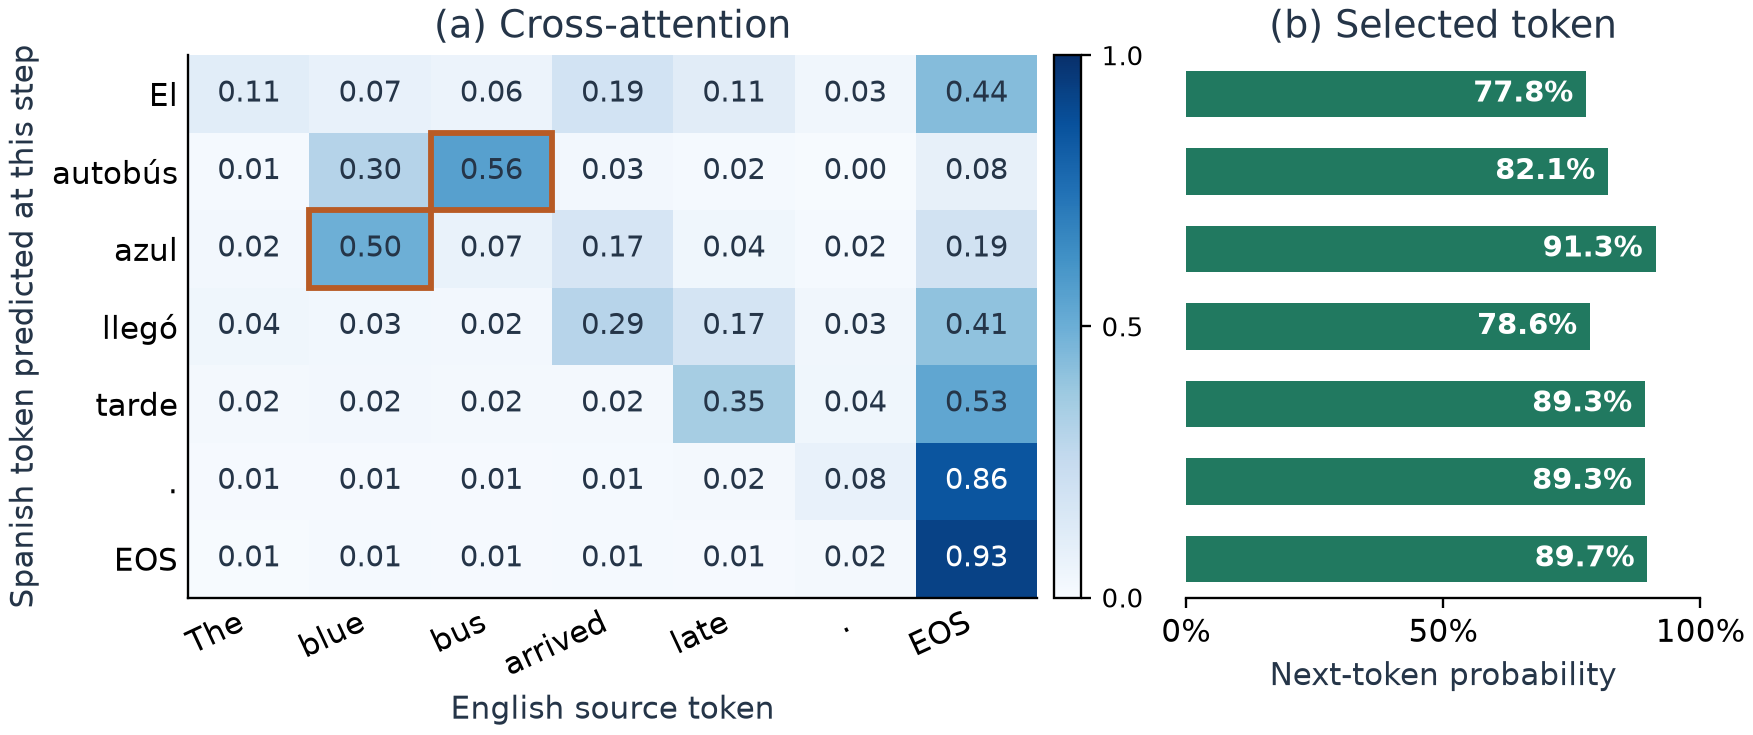 (a) Cross-attention
(b) Selected token
Spanish token predicted at this step
El 0.11 0.07 0.06 0.19 0.11 0.03 0.44
autobús 0.01 0.30 0.56 0.03 0.02 0.00 0.08
azul 0.02 0.50 0.07 0.17 0.04 0.02 0.19
llegó 0.04 0.03 0.02 0.29 0.17 0.03 0.41
tarde 0.02 0.02 0.02 0.02 0.35 0.04 0.53
. 0.01 0.01 0.01 0.01 0.02 0.08 0.86
EOS 0.01 0.01 0.01 0.01 0.01 0.02 0.93
The blue bus arrived late . EOS
English source token
1.0
0.5
0.0
77.8%
82.1%
91.3%
78.6%
89.3%
89.3%
89.7%
0% 50% 100%
Next-token probability